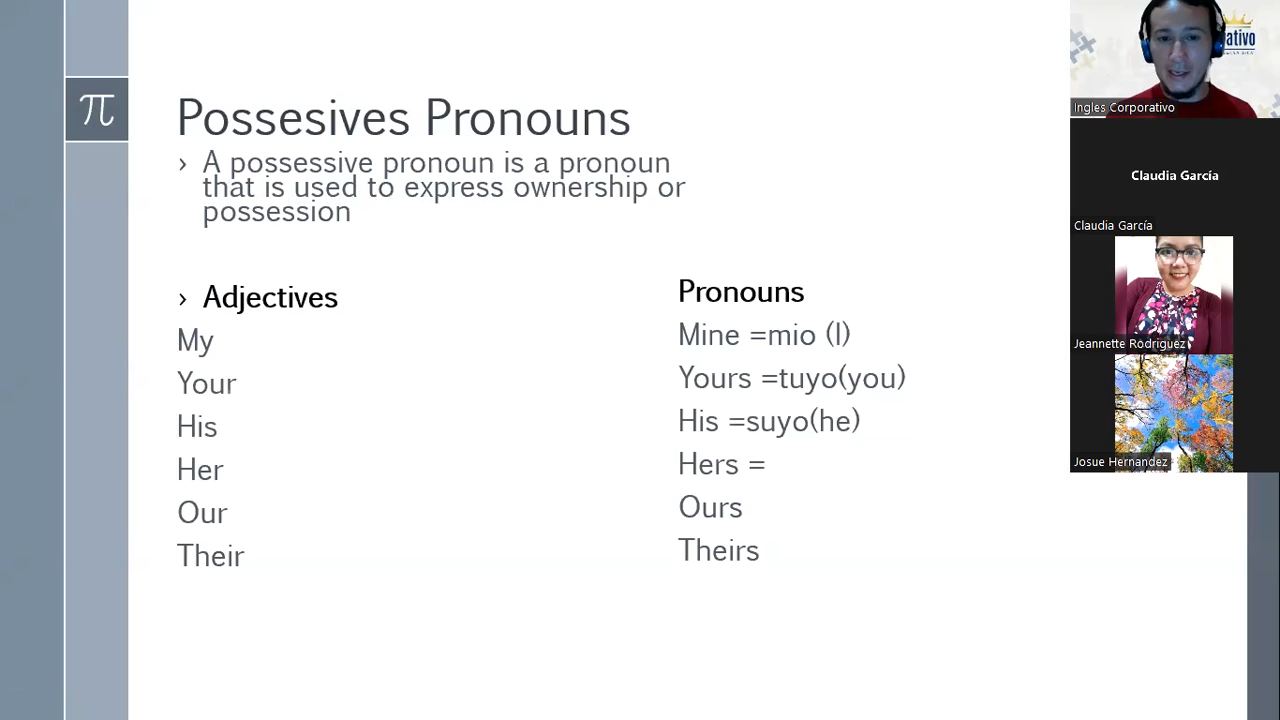 π
Possesives Pronouns
› A possessive pronoun is a pronoun
that is used to express ownership or
possession
› Adjectives
My
Your
His
Her
Our
Their
Pronouns
Mine =mio (I)
Yours =tuyo(you)
His =suyo(he)
Hers =
Ours
Theirs
ativo
Ingles Corporativo
Claudia García
Claudia García
Jeannette Rodriguez
Josue Hernandez